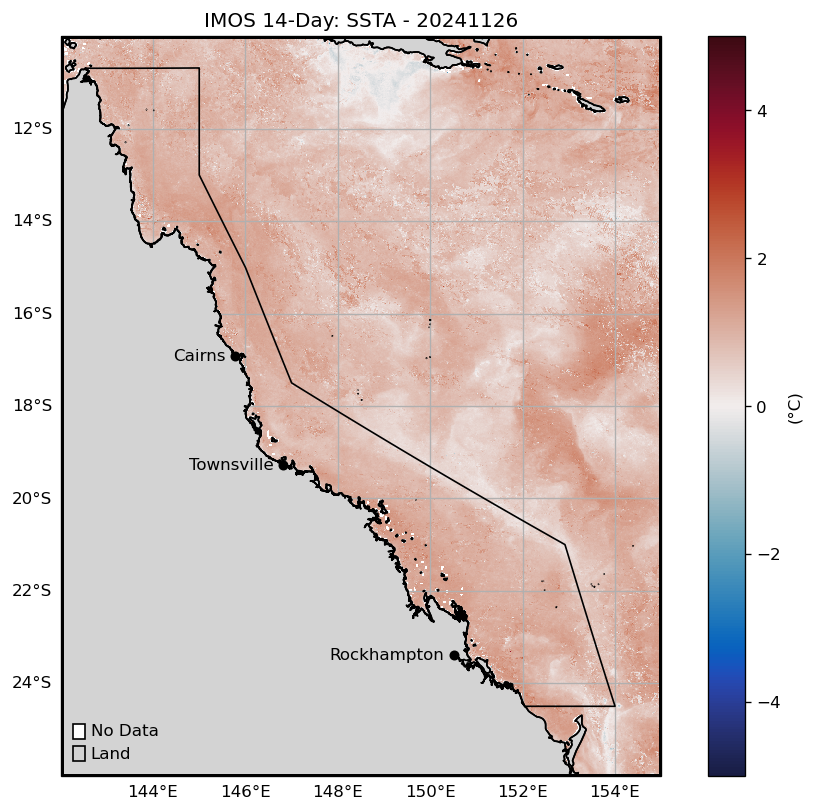 IMOS 14-Day: SSTA - 20241126
12°S
14°S
16°S
18°S
20°S
22°S
24°S
Cairns
Townsville
Rockhampton
No Data
Land
144°E 146°E 148°E 150°E 152°E 154°E
4
2
0
−2
−4
(°C)